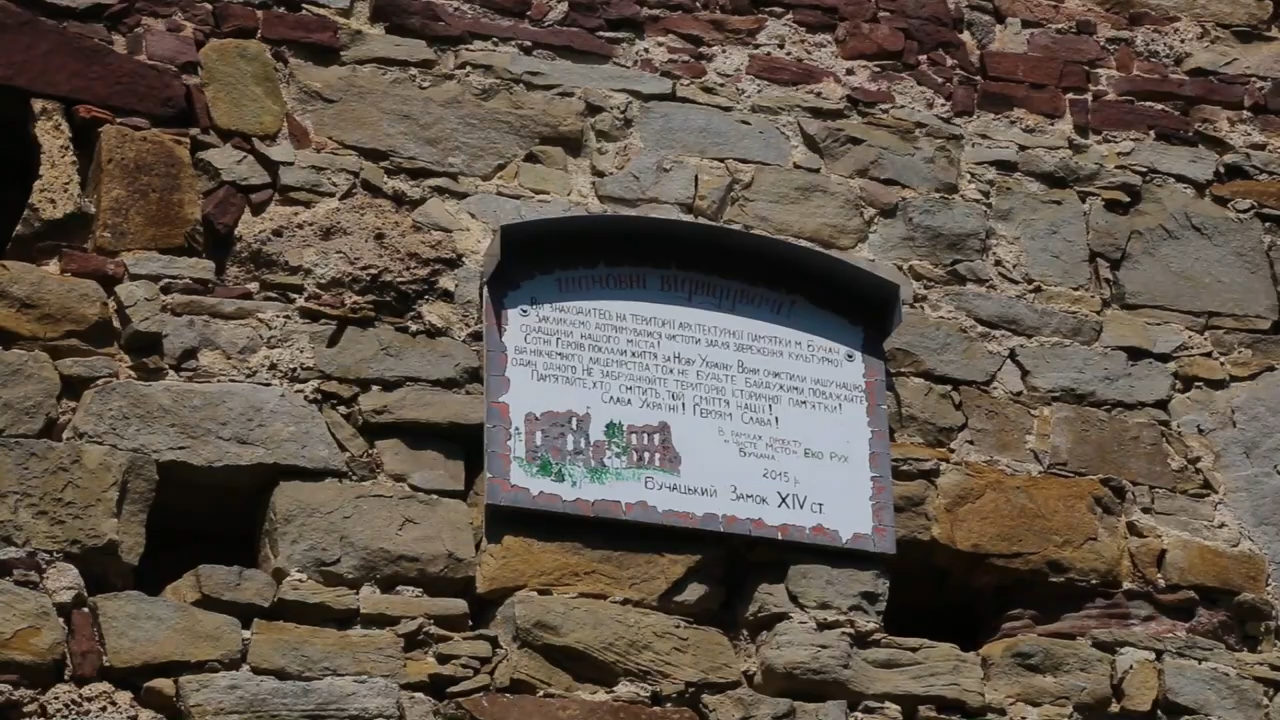 Шановні відвідувачі!
Ви знаходитесь на території архітектурної пам'ятки м. Бучач
Закликаємо дотримуватися чистоти задля збереження культурної
спадщини нашого міста!
Сотні Героїв поклали життя за Нову Україну. Вони очистили нашу націю
від нікчемного лицемірства. Тож не будьте байдужими, поважайте
один одного. Не забруднюйте територію історичної пам'ятки!
Пам'ятайте, хто смітить, той сміття нації!
Слава Україні! Героям Слава!
В рамках проекту
"Чисте місто" Еко Рух
Бучача
2015 р
Бучацький Замок XIV ст.